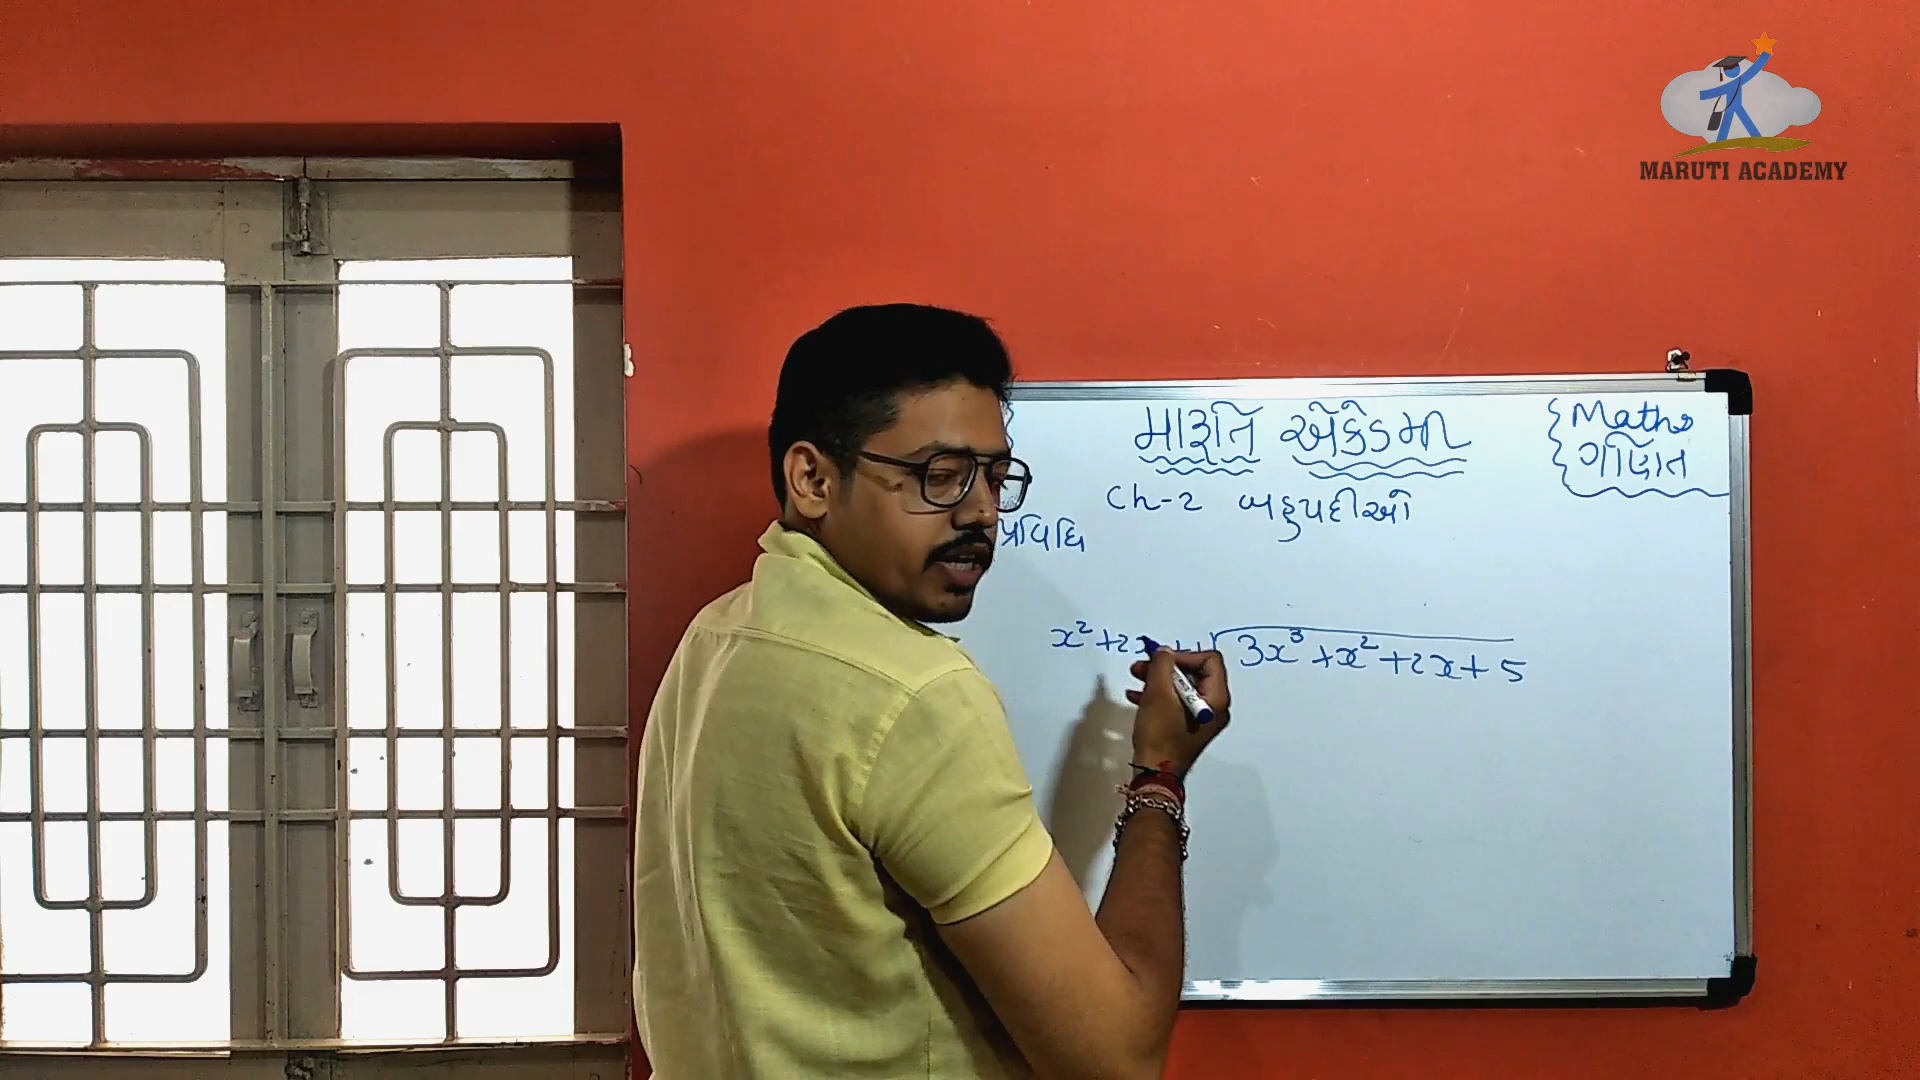 MARUTI ACADEMY
મારૂતિ એકેડમી
Maths
ગણિત
Ch-2 બહુપદીઓ
પ્રવિધિ
x² + 2x + 1 3x³ + x² + 2x + 5